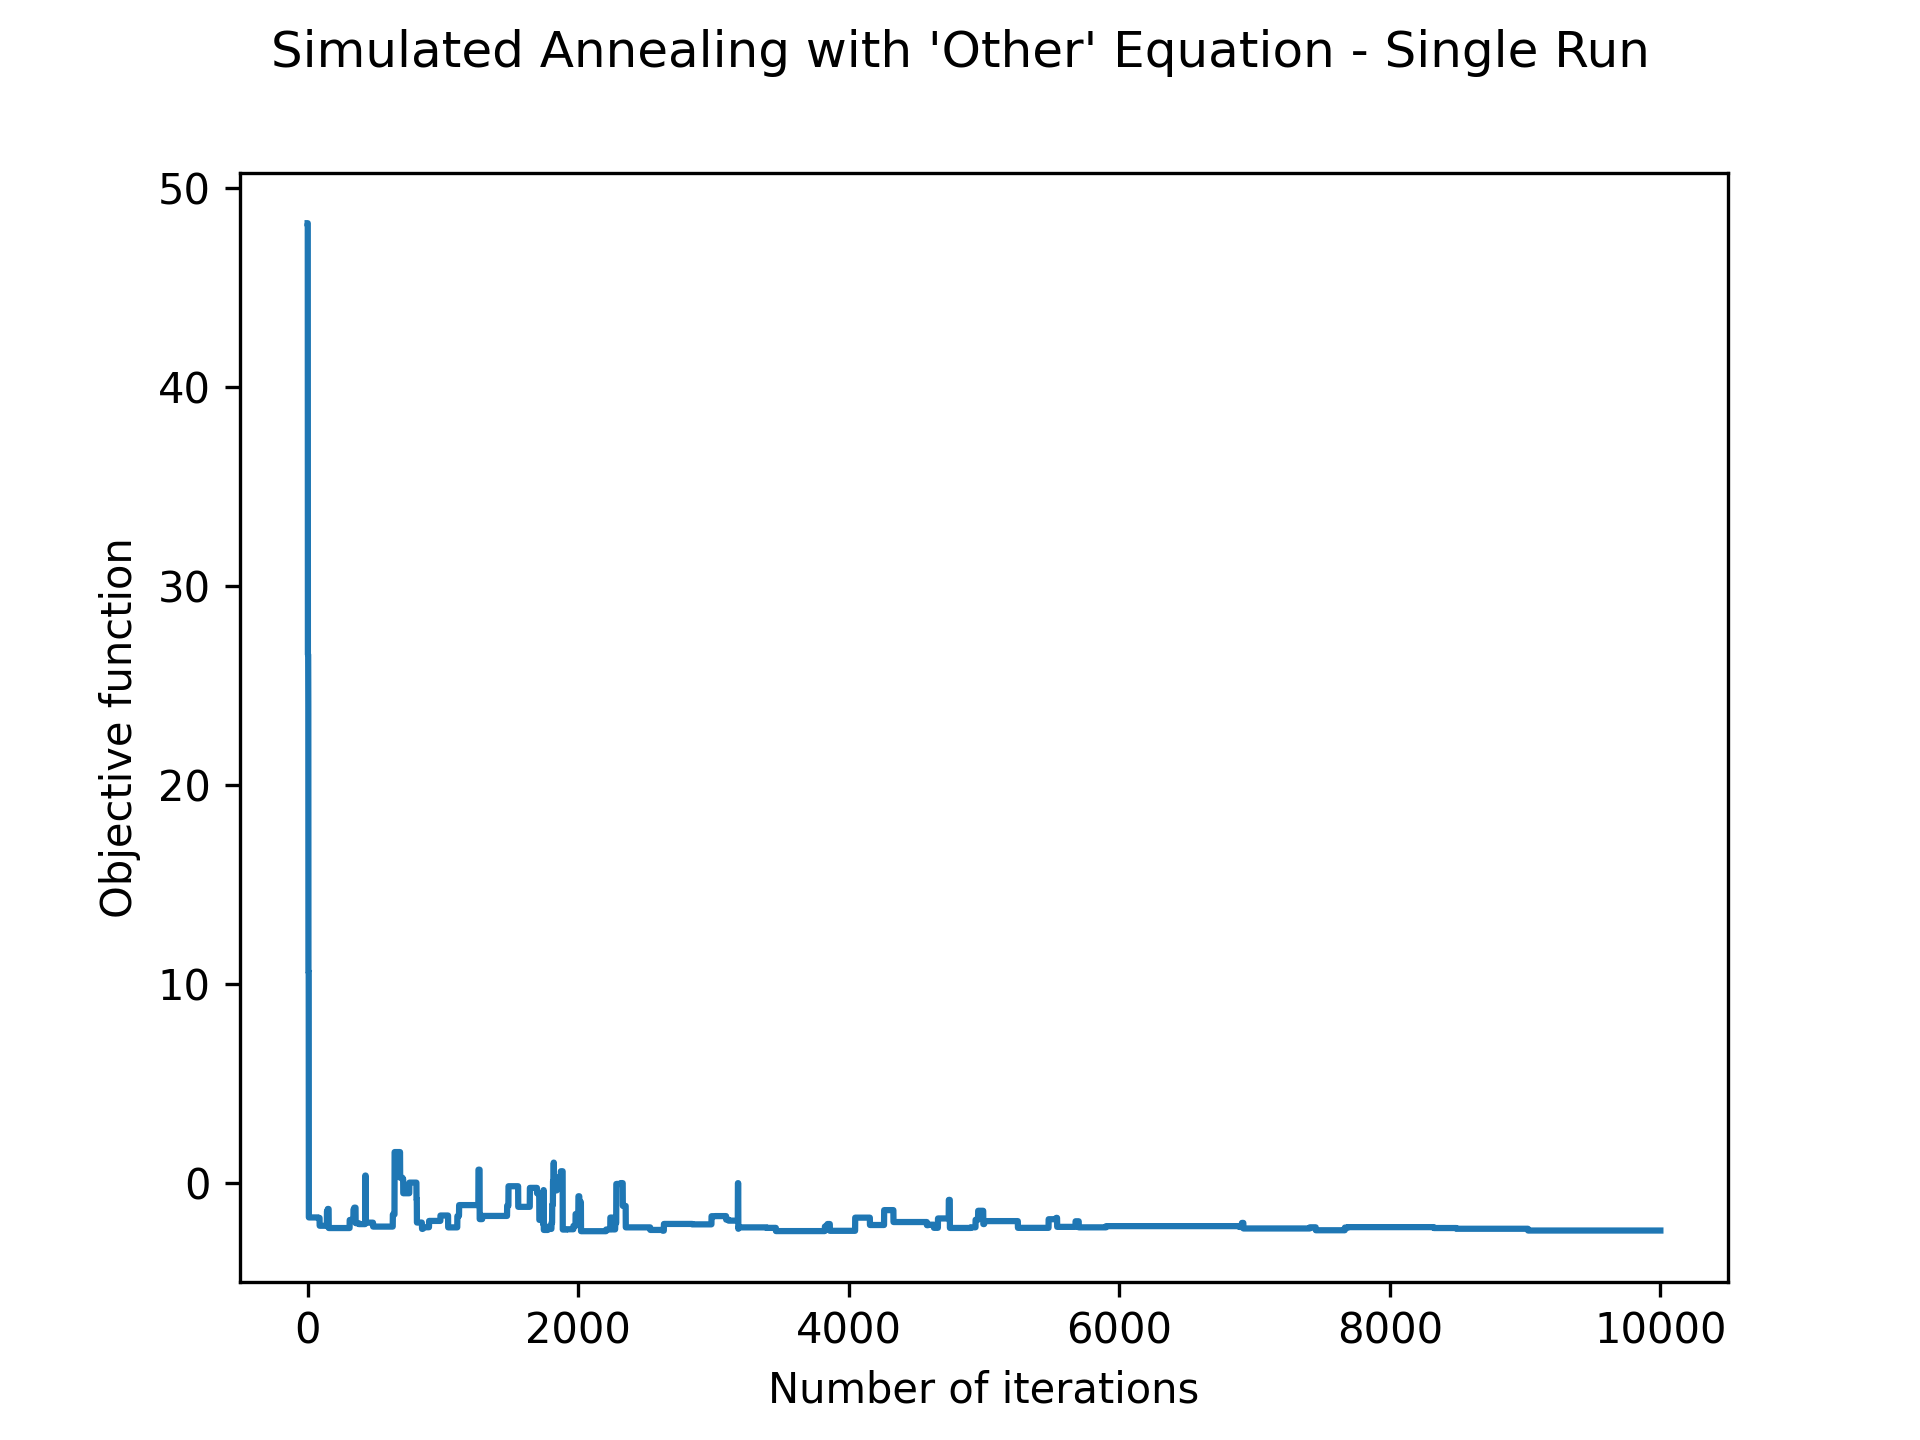 Simulated Annealing with 'Other' Equation - Single Run
50
40
30
20
10
0
Objective function
0 2000 4000 6000 8000 10000
Number of iterations